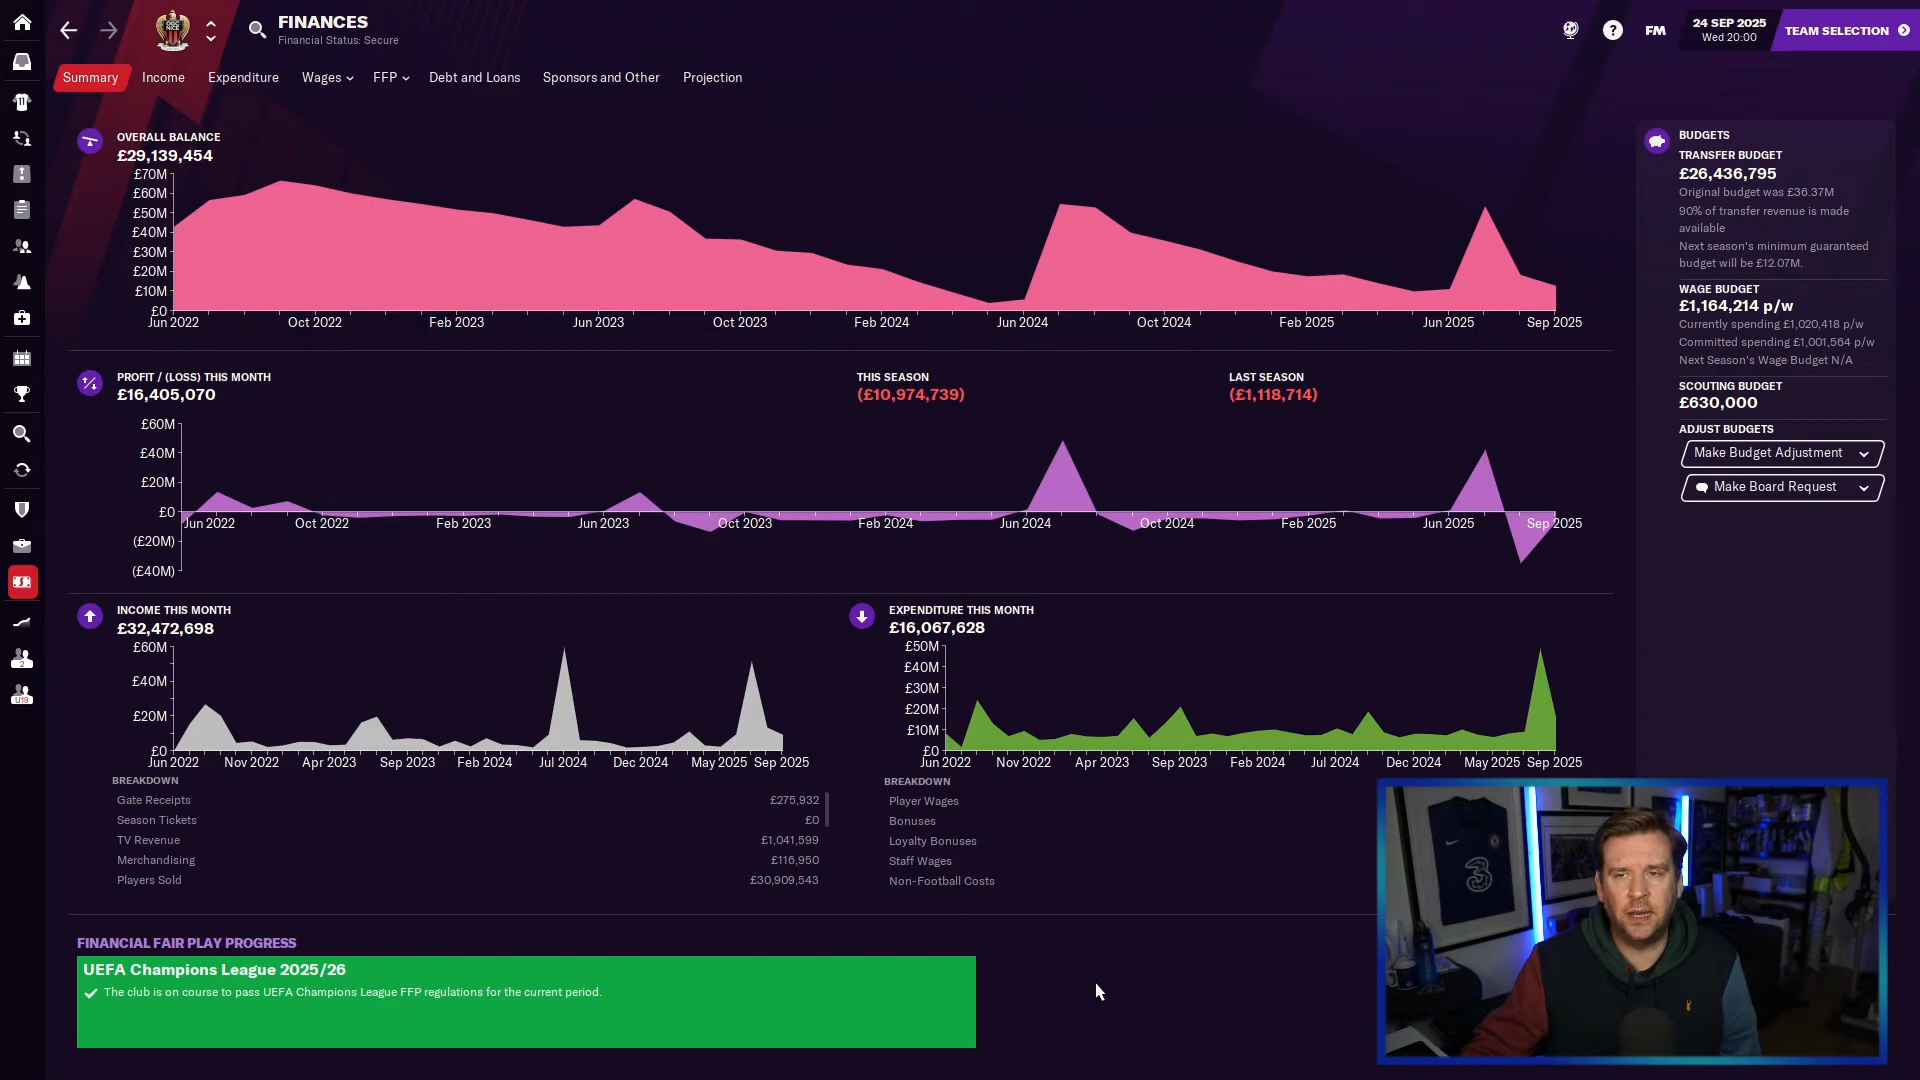 FINANCES
Financial Status: Secure
FM
24 SEP 2025
Wed 20:00
TEAM SELECTION
Summary
Income
Expenditure
Wages
FFP
Debt and Loans
Sponsors and Other
Projection
OVERALL BALANCE
£29,139,454
£70M
£60M
£50M
£40M
£30M
£20M
£10M
£0
Jun 2022
Oct 2022
Feb 2023
Jun 2023
Oct 2023
Feb 2024
Jun 2024
Oct 2024
Feb 2025
Jun 2025
Sep 2025
PROFIT / (LOSS) THIS MONTH
£16,405,070
THIS SEASON
(£10,974,739)
LAST SEASON
(£1,118,714)
£60M
£40M
£20M
£0
(£20M)
(£40M)
Jun 2022
Oct 2022
Feb 2023
Jun 2023
Oct 2023
Feb 2024
Jun 2024
Oct 2024
Feb 2025
Jun 2025
Sep 2025
INCOME THIS MONTH
£32,472,698
£60M
£40M
£20M
£0
Jun 2022
Nov 2022
Apr 2023
Sep 2023
Feb 2024
Jul 2024
Dec 2024
May 2025
Sep 2025
BREAKDOWN
Gate Receipts £275,932
Season Tickets £0
TV Revenue £1,041,599
Merchandising £116,950
Players Sold £30,909,543
EXPENDITURE THIS MONTH
£16,067,628
£50M
£40M
£30M
£20M
£10M
£0
Jun 2022
Nov 2022
Apr 2023
Sep 2023
Feb 2024
Jul 2024
Dec 2024
May 2025
Sep 2025
BREAKDOWN
Player Wages
Bonuses
Loyalty Bonuses
Staff Wages
Non-Football Costs
FINANCIAL FAIR PLAY PROGRESS
UEFA Champions League 2025/26
The club is on course to pass UEFA Champions League FFP regulations for the current period.
BUDGETS
TRANSFER BUDGET
£26,436,795
Original budget was £36.37M
90% of transfer revenue is made
available
Next season's minimum guaranteed
budget will be £12.07M.
WAGE BUDGET
£1,164,214 p/w
Currently spending £1,020,418 p/w
Committed spending £1,001,564 p/w
Next Season's Wage Budget N/A
SCOUTING BUDGET
£630,000
ADJUST BUDGETS
Make Budget Adjustment
Make Board Request
11
2
U19
3